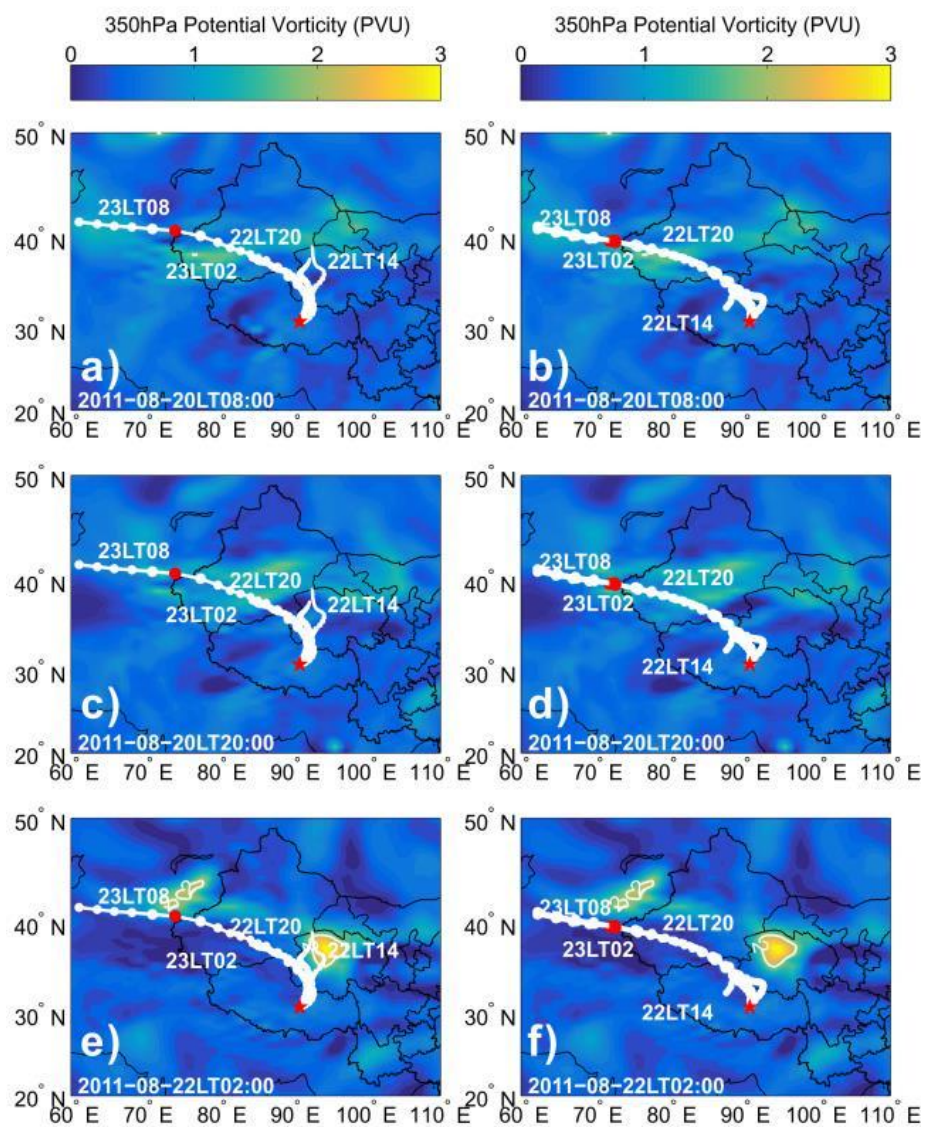 350hPa Potential Vorticity (PVU)
350hPa Potential Vorticity (PVU)
0 1 2 3
0 1 2 3
50° N
40° N
30° N
20° N
23LT08
22LT20
23LT02
22LT14
a)
2011-08-20LT08:00
60° E 70° E 80° E 90° E 100° E 110° E
50° N
40° N
30° N
20° N
23LT08
22LT20
23LT02
22LT14
b)
2011-08-20LT08:00
60° E 70° E 80° E 90° E 100° E 110° E
50° N
40° N
30° N
20° N
23LT08
22LT20
22LT14
23LT02
c)
2011-08-20LT20:00
60° E 70° E 80° E 90° E 100° E 110° E
50° N
40° N
30° N
20° N
23LT08
22LT20
23LT02
22LT14
d)
2011-08-20LT20:00
60° E 70° E 80° E 90° E 100° E 110° E
50° N
40° N
30° N
20° N
23LT08
22LT20
22LT14
23LT02
e)
2011-08-22LT02:00
60° E 70° E 80° E 90° E 100° E 110° E
50° N
40° N
30° N
20° N
23LT08
22LT20
23LT02
22LT14
f)
2011-08-22LT02:00
60° E 70° E 80° E 90° E 100° E 110° E